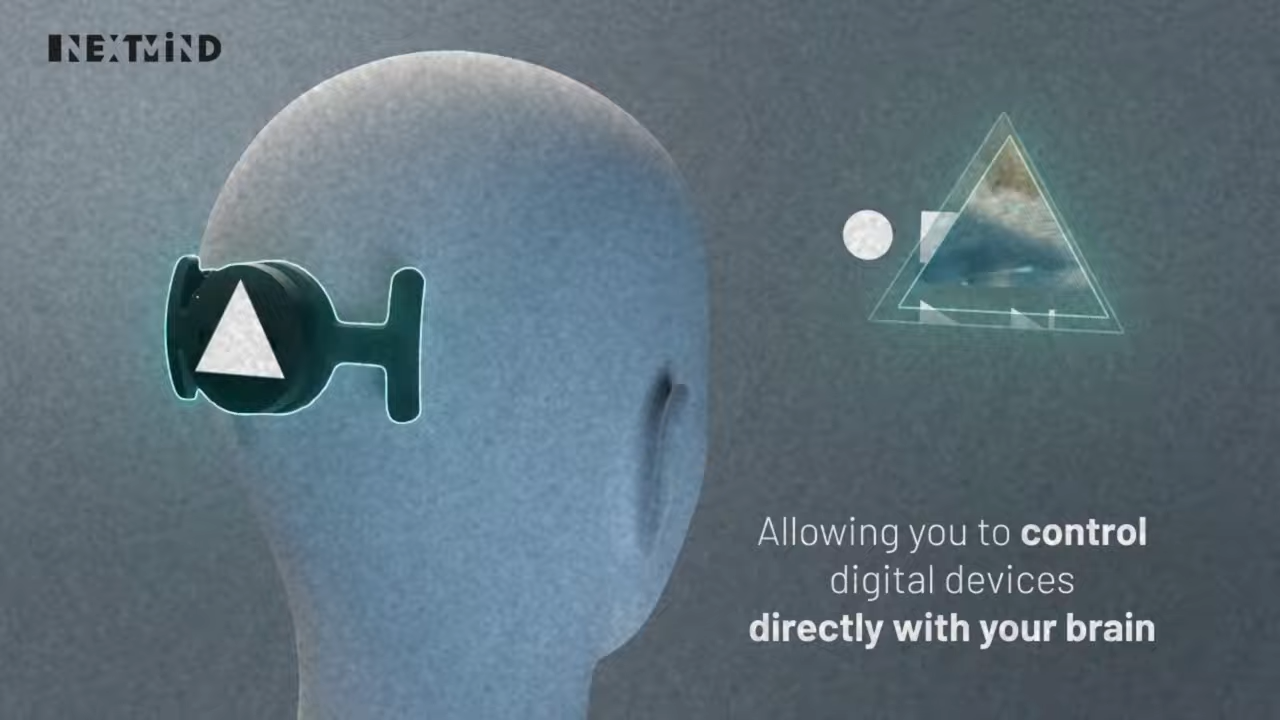 NEXTMIND
Allowing you to control
digital devices
directly with your brain